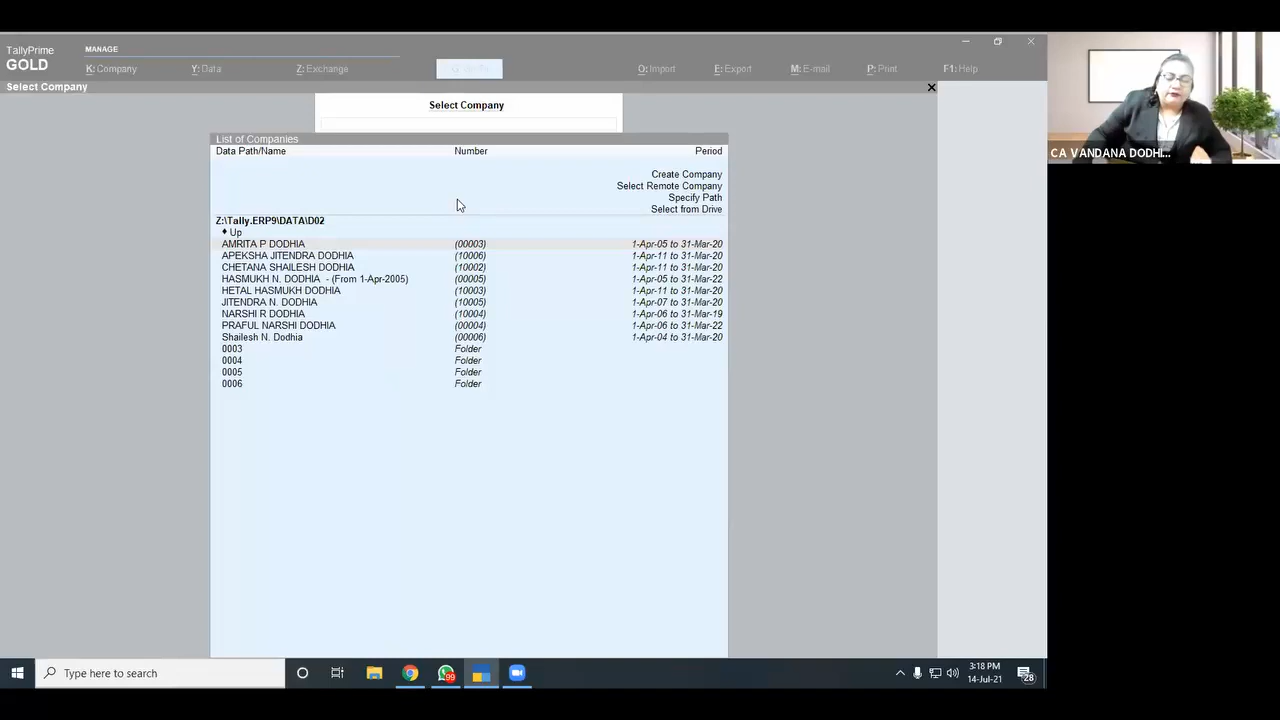 TallyPrime
GOLD
MANAGE
K: Company Y: Data Z: Exchange O: Import E: Export M: E-mail P: Print F1: Help
Select Company
Select Company
List of Companies
Data Path/Name Number Period
Create Company
Select Remote Company
Specify Path
Select from Drive
Z:\Tally.ERP9\DATA\D02
♦ Up
AMRITA P DODHIA (00003) 1-Apr-05 to 31-Mar-20
APEKSHA JITENDRA DODHIA (10006) 1-Apr-11 to 31-Mar-20
CHETANA SHAILESH DODHIA (10002) 1-Apr-11 to 31-Mar-20
HASMUKH N. DODHIA - (From 1-Apr-2005) (00005) 1-Apr-05 to 31-Mar-22
HETAL HASMUKH DODHIA (10003) 1-Apr-11 to 31-Mar-20
JITENDRA N. DODHIA (10005) 1-Apr-07 to 31-Mar-20
NARSHI R DODHIA (10004) 1-Apr-06 to 31-Mar-19
PRAFUL NARSHI DODHIA (00004) 1-Apr-06 to 31-Mar-22
Shailesh N. Dodhia (00006) 1-Apr-04 to 31-Mar-20
0003 Folder
0004 Folder
0005 Folder
0006 Folder
CA VANDANA DODHI...
Type here to search
99
3:18 PM
14-Jul-21
28